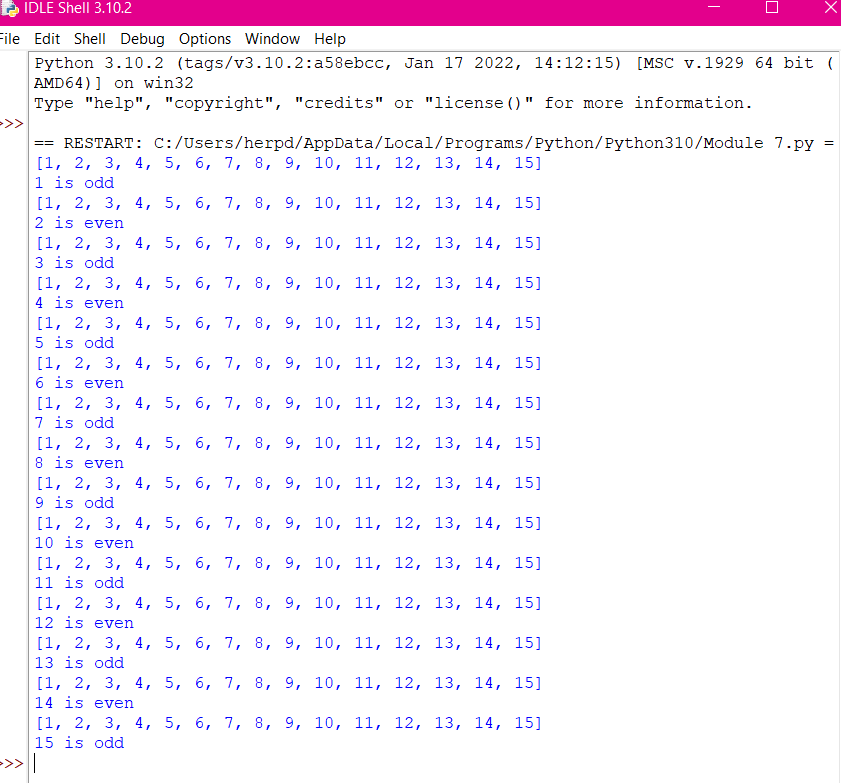 IDLE Shell 3.10.2
File Edit Shell Debug Options Window Help
Python 3.10.2 (tags/v3.10.2:a58ebcc, Jan 17 2022, 14:12:15) [MSC v.1929 64 bit (
AMD64)] on win32
Type "help", "copyright", "credits" or "license()" for more information.
>>>
== RESTART: C:/Users/herpd/AppData/Local/Programs/Python/Python310/Module 7.py =
[1, 2, 3, 4, 5, 6, 7, 8, 9, 10, 11, 12, 13, 14, 15]
1 is odd
[1, 2, 3, 4, 5, 6, 7, 8, 9, 10, 11, 12, 13, 14, 15]
2 is even
[1, 2, 3, 4, 5, 6, 7, 8, 9, 10, 11, 12, 13, 14, 15]
3 is odd
[1, 2, 3, 4, 5, 6, 7, 8, 9, 10, 11, 12, 13, 14, 15]
4 is even
[1, 2, 3, 4, 5, 6, 7, 8, 9, 10, 11, 12, 13, 14, 15]
5 is odd
[1, 2, 3, 4, 5, 6, 7, 8, 9, 10, 11, 12, 13, 14, 15]
6 is even
[1, 2, 3, 4, 5, 6, 7, 8, 9, 10, 11, 12, 13, 14, 15]
7 is odd
[1, 2, 3, 4, 5, 6, 7, 8, 9, 10, 11, 12, 13, 14, 15]
8 is even
[1, 2, 3, 4, 5, 6, 7, 8, 9, 10, 11, 12, 13, 14, 15]
9 is odd
[1, 2, 3, 4, 5, 6, 7, 8, 9, 10, 11, 12, 13, 14, 15]
10 is even
[1, 2, 3, 4, 5, 6, 7, 8, 9, 10, 11, 12, 13, 14, 15]
11 is odd
[1, 2, 3, 4, 5, 6, 7, 8, 9, 10, 11, 12, 13, 14, 15]
12 is even
[1, 2, 3, 4, 5, 6, 7, 8, 9, 10, 11, 12, 13, 14, 15]
13 is odd
[1, 2, 3, 4, 5, 6, 7, 8, 9, 10, 11, 12, 13, 14, 15]
14 is even
[1, 2, 3, 4, 5, 6, 7, 8, 9, 10, 11, 12, 13, 14, 15]
15 is odd
>>>